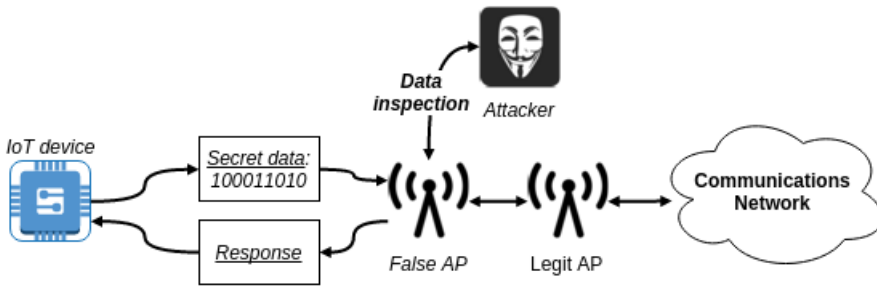 IoT device
Secret data:
100011010
Response
Data
inspection
Attacker
False AP
Legit AP
Communications
Network